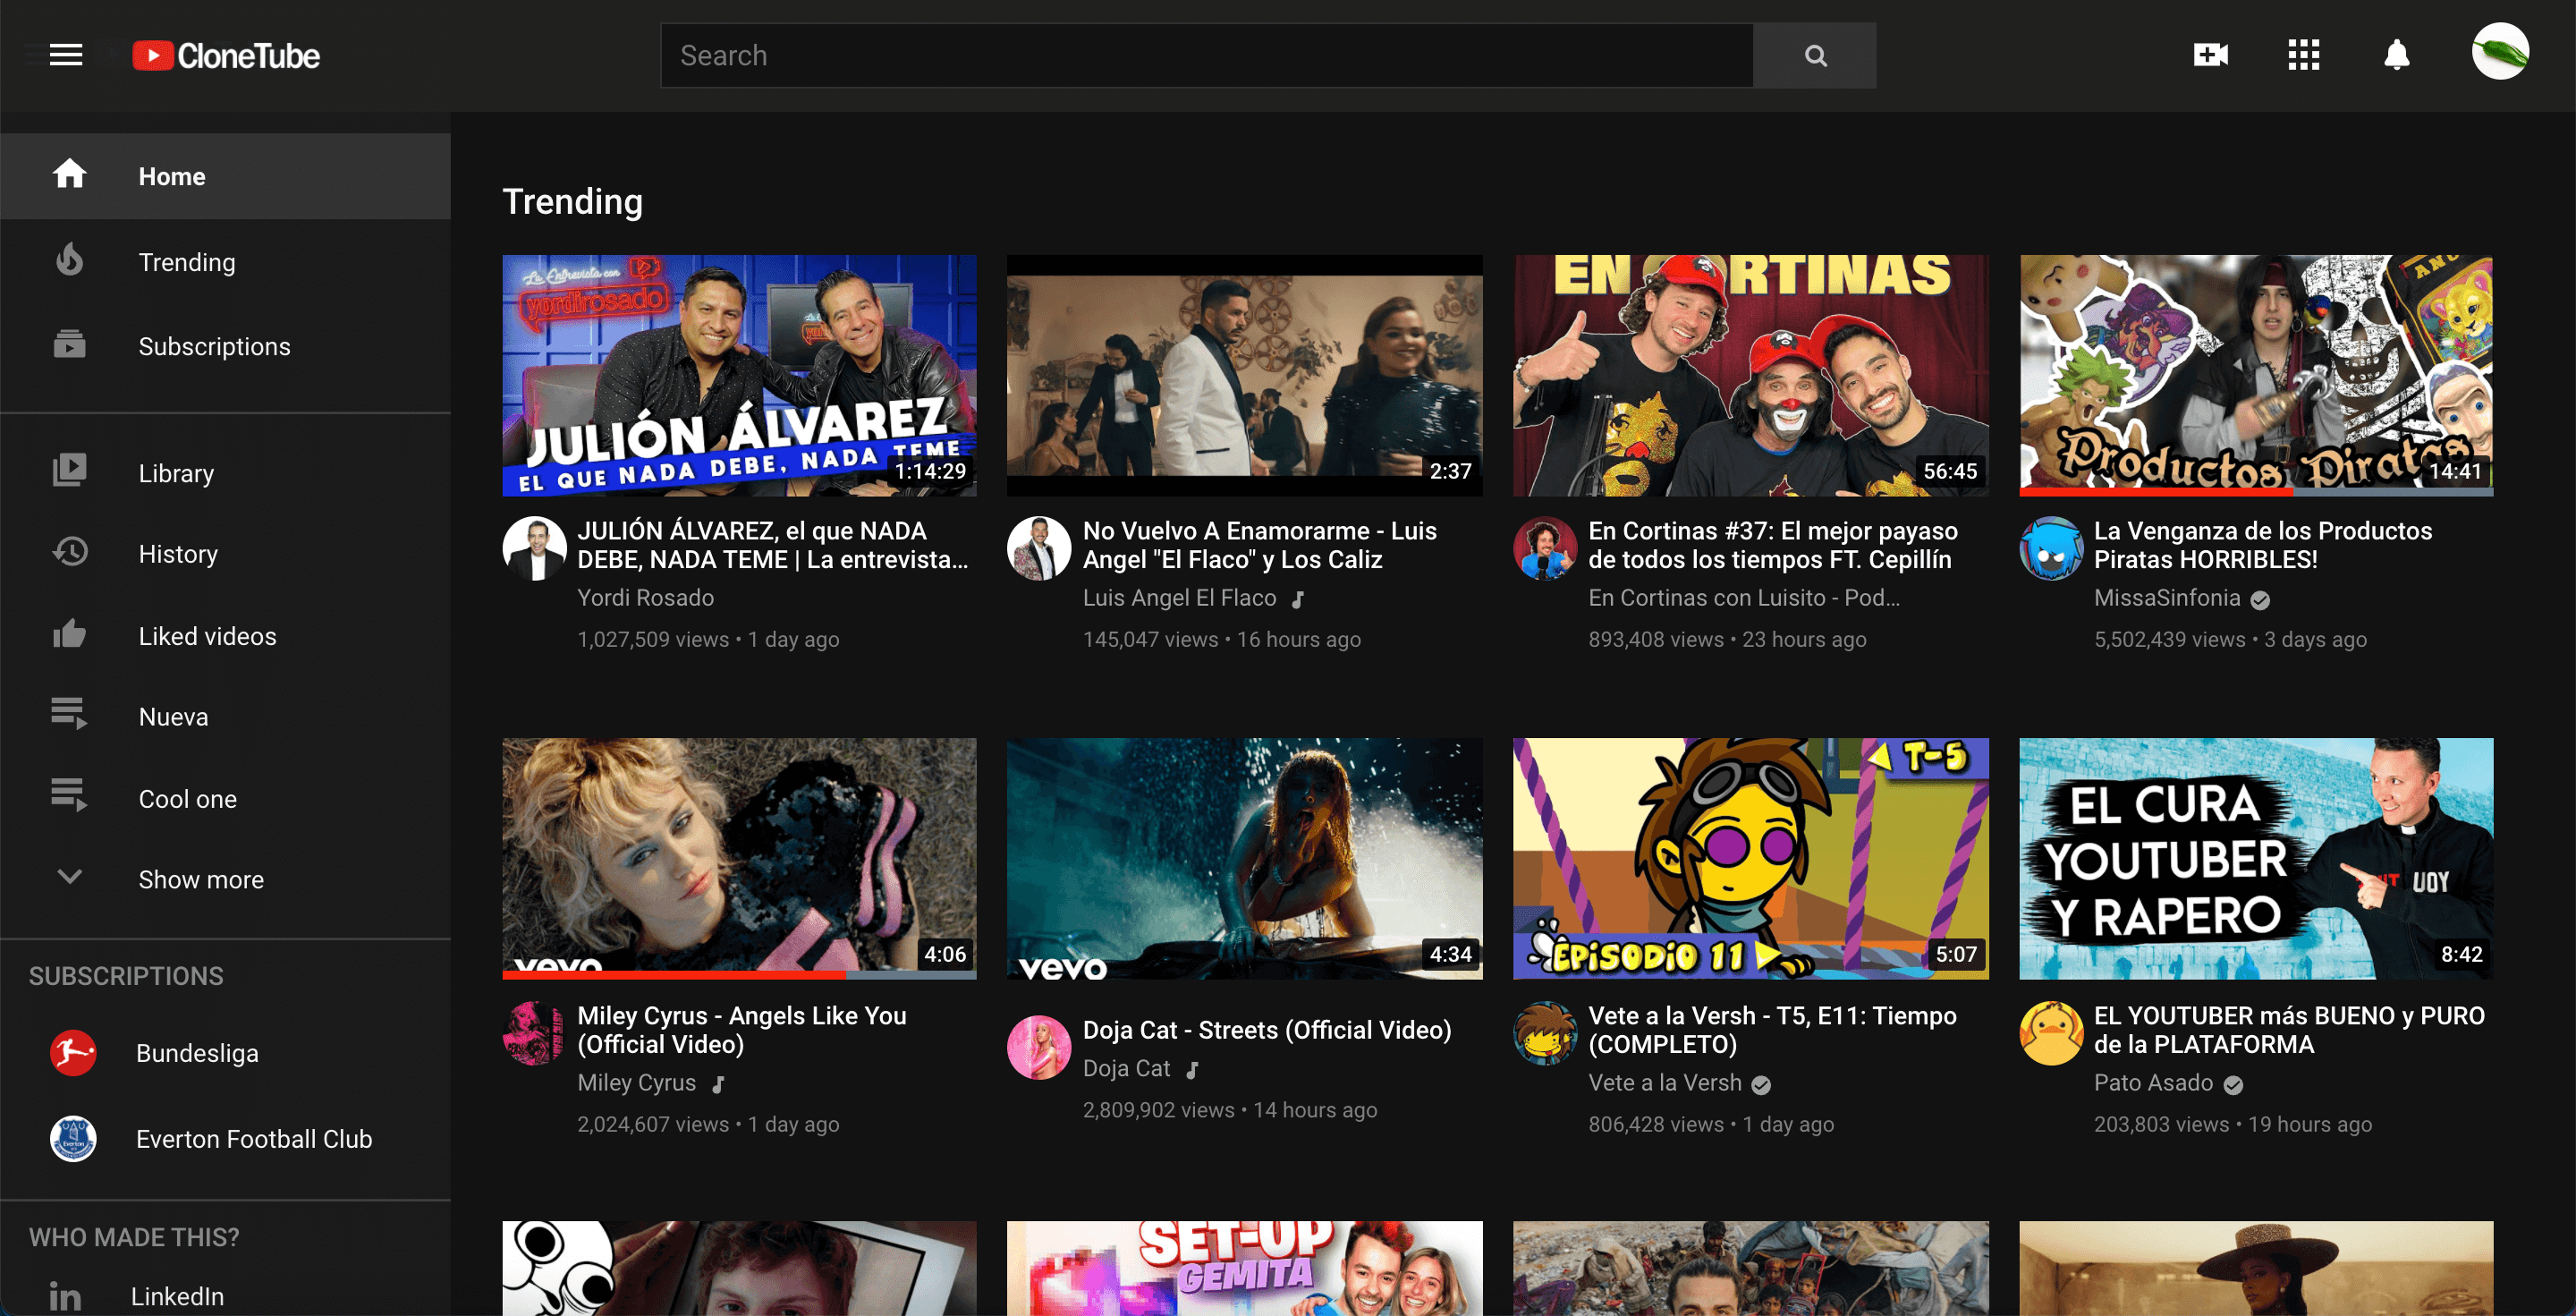 CloneTube
Search
Home
Trending
Subscriptions
Library
History
Liked videos
Nueva
Cool one
Show more
SUBSCRIPTIONS
Bundesliga
Everton Football Club
WHO MADE THIS?
LinkedIn
Trending
La Entrevista con
yordirosado
JULIÓN ÁLVAREZ
EL QUE NADA DEBE, NADA TEME
1:14:29
JULIÓN ÁLVAREZ, el que NADA
DEBE, NADA TEME | La entrevista...
Yordi Rosado
1,027,509 views • 1 day ago
2:37
No Vuelvo A Enamorarme - Luis
Angel "El Flaco" y Los Caliz
Luis Angel El Flaco
145,047 views • 16 hours ago
EN CORTINAS
56:45
En Cortinas #37: El mejor payaso
de todos los tiempos FT. Cepillín
En Cortinas con Luisito - Pod...
893,408 views • 23 hours ago
Productos Piratas
14:41
La Venganza de los Productos
Piratas HORRIBLES!
MissaSinfonia
5,502,439 views • 3 days ago
vevo
4:06
Miley Cyrus - Angels Like You
(Official Video)
Miley Cyrus
2,024,607 views • 1 day ago
vevo
4:34
Doja Cat - Streets (Official Video)
Doja Cat
2,809,902 views • 14 hours ago
T-5
EPiSODiO 11
5:07
Vete a la Versh - T5, E11: Tiempo
(COMPLETO)
Vete a la Versh
806,428 views • 1 day ago
EL CURA
YOUTUBER
Y RAPERO
8:42
EL YOUTUBER más BUENO y PURO
de la PLATAFORMA
Pato Asado
203,803 views • 19 hours ago
SET-UP
GEMITA